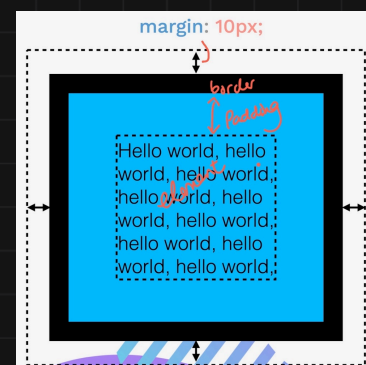 margin: 10px;
border
Padding
Hello world, hello
world, hello world,
hello world, hello
world, hello world,
hello world, hello
world, hello world,
element